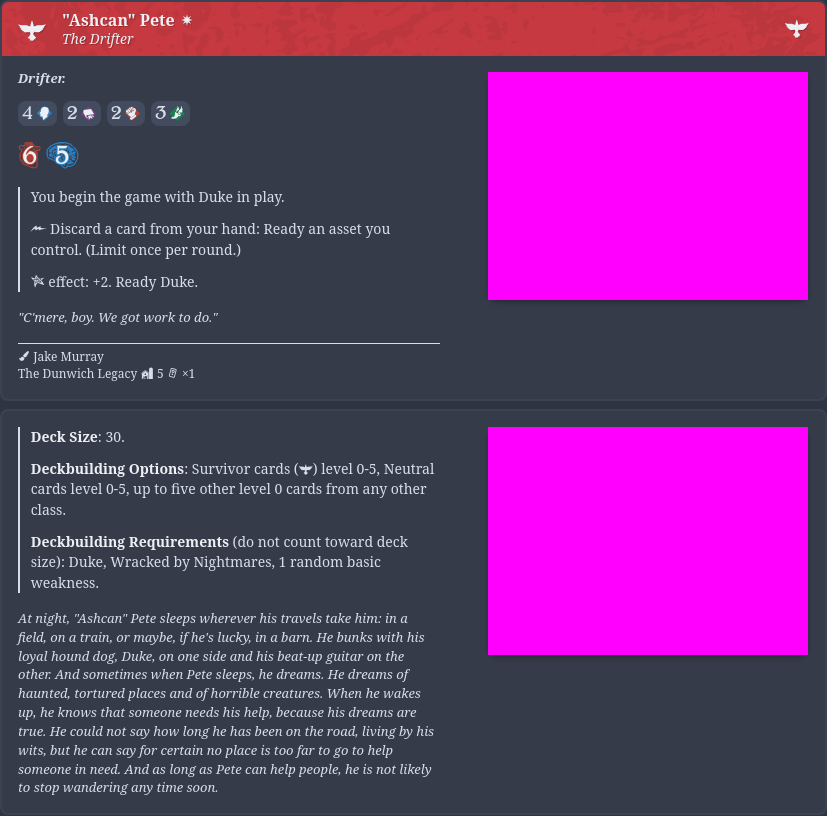 "Ashcan" Pete
The Drifter
Drifter.
4 2 2 3
6 5
You begin the game with Duke in play.
Discard a card from your hand: Ready an asset you
control. (Limit once per round.)
effect: +2. Ready Duke.
"C'mere, boy. We got work to do."
Jake Murray
The Dunwich Legacy 5 ×1
Deck Size: 30.
Deckbuilding Options: Survivor cards () level 0-5, Neutral
cards level 0-5, up to five other level 0 cards from any other
class.
Deckbuilding Requirements (do not count toward deck
size): Duke, Wracked by Nightmares, 1 random basic
weakness.
At night, "Ashcan" Pete sleeps wherever his travels take him: in a
field, on a train, or maybe, if he's lucky, in a barn. He bunks with his
loyal hound dog, Duke, on one side and his beat-up guitar on the
other. And sometimes when Pete sleeps, he dreams. He dreams of
haunted, tortured places and of horrible creatures. When he wakes
up, he knows that someone needs his help, because his dreams are
true. He could not say how long he has been on the road, living by his
wits, but he can say for certain no place is too far to go to help
someone in need. And as long as Pete can help people, he is not likely
to stop wandering any time soon.